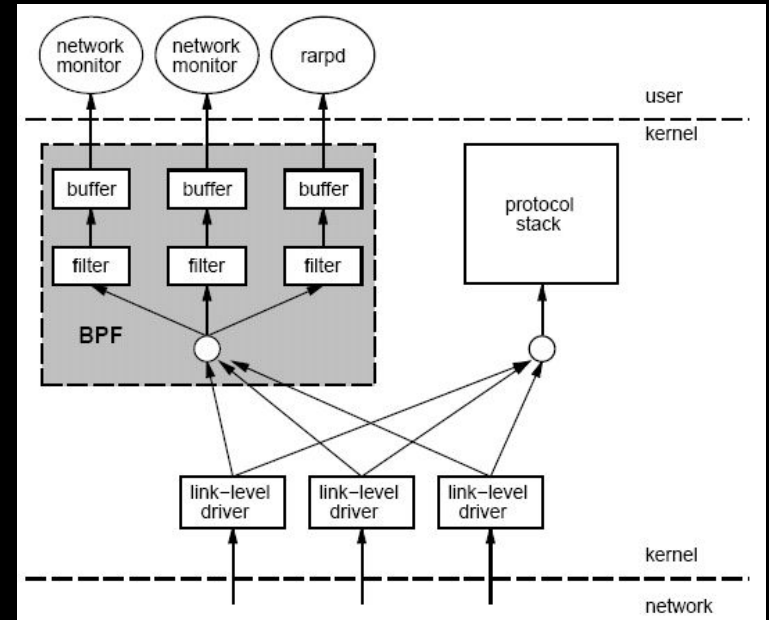 network
monitor
network
monitor
rarpd
user
kernel
buffer
buffer
buffer
protocol
stack
filter
filter
filter
BPF
link-level
driver
link-level
driver
link-level
driver
kernel
network